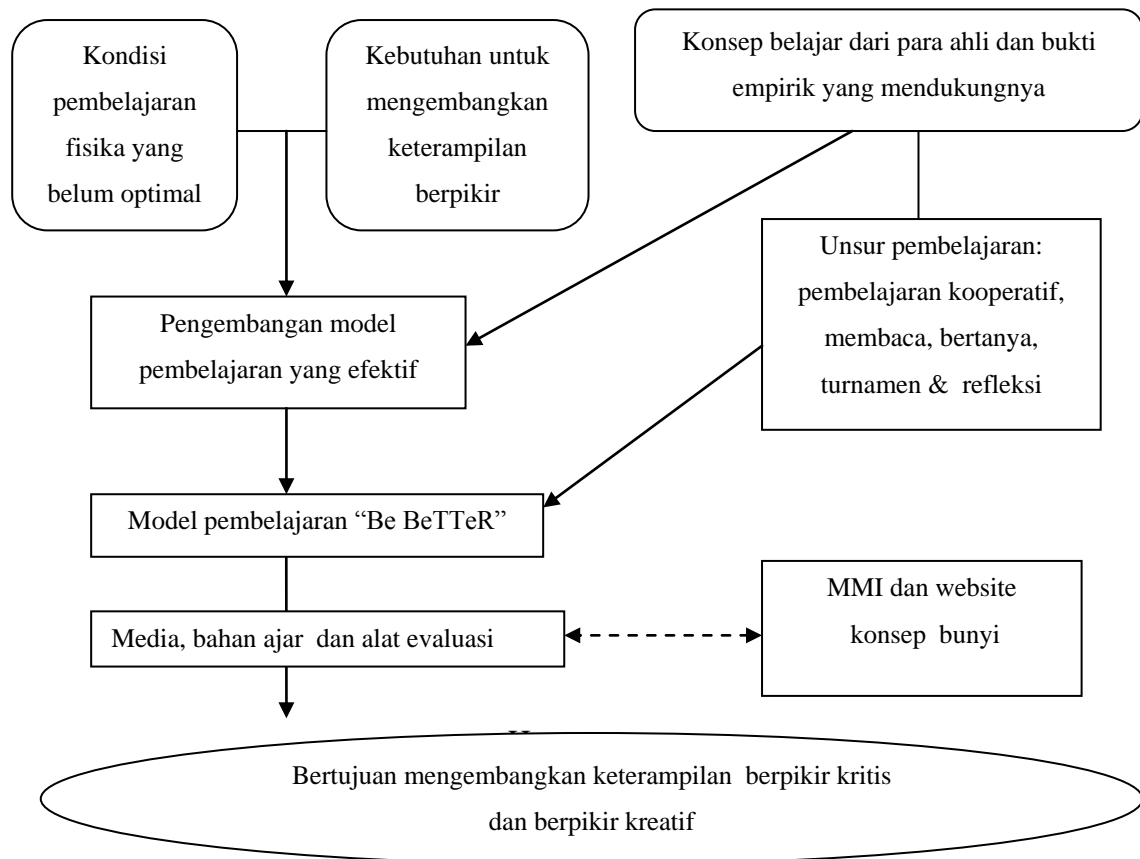 Kondisi
pembelajaran
fisika yang
belum optimal
Kebutuhan untuk
mengembangkan
keterampilan
berpikir
Konsep belajar dari para ahli dan bukti
empirik yang mendukungnya
Unsur pembelajaran:
pembelajaran kooperatif,
membaca, bertanya,
turnamen & refleksi
Pengembangan model
pembelajaran yang efektif
Model pembelajaran “Be BeTTeR”
Media, bahan ajar dan alat evaluasi
MMI dan website
konsep bunyi
Bertujuan mengembangkan keterampilan berpikir kritis
dan berpikir kreatif